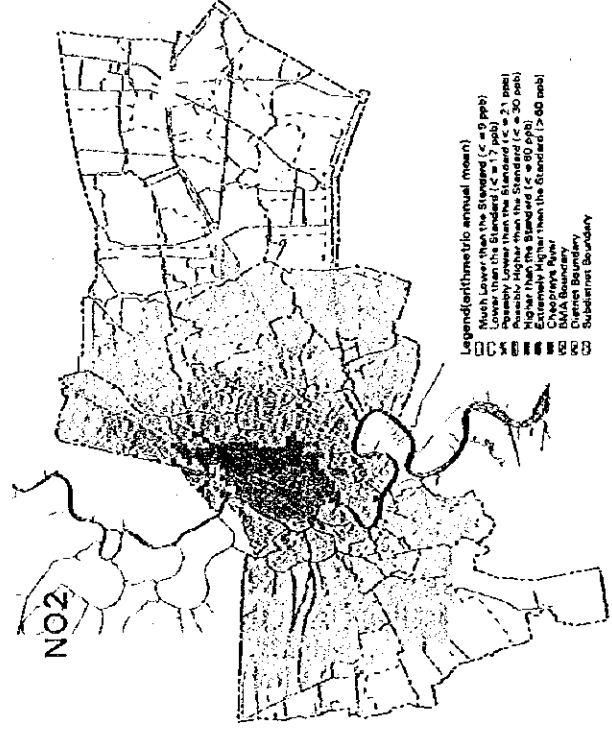 NO2
Legend(arithmetric annual mean)
Much Lower than the Standard (< = 9 ppb)
Lower than the Standard (< = 17 ppb)
Possibly Lower than the Standard (< = 21 ppb)
Possibly Higher than the Standard (< = 30 ppb)
Higher than the Standard (< = 60 ppb)
Extremely Higher than the Standard (> 60 ppb)
Chaopraya River
BMA Boundary
District Boundary
Subdistrict Boundary